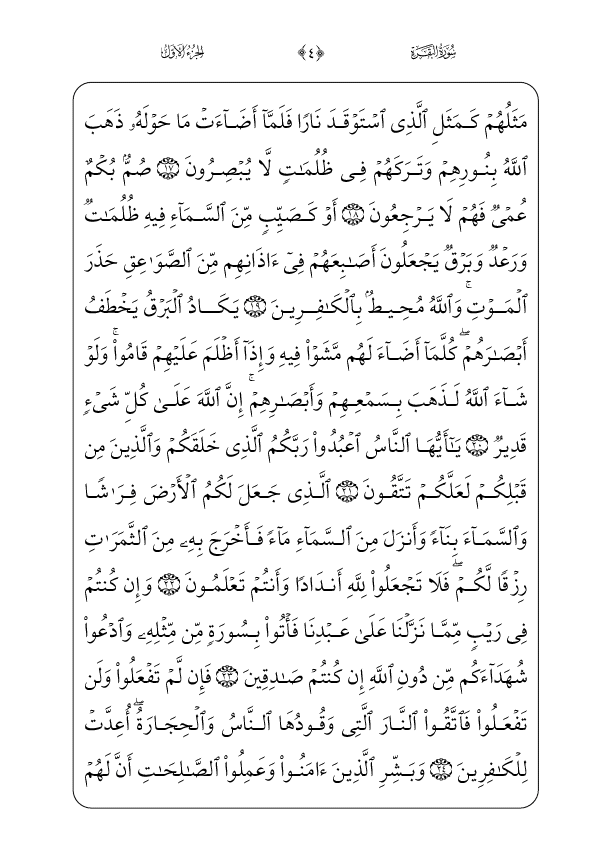 سُورَةُ البَقَرَةِ ﴿٤﴾ الجُزءُ الأوّل
مَثَلُهُمۡ كَمَثَلِ ٱلَّذِي ٱسۡتَوۡقَدَ نَارٗا فَلَمَّآ أَضَآءَتۡ مَا حَوۡلَهُۥ ذَهَبَ
ٱللَّهُ بِنُورِهِمۡ وَتَرَكَهُمۡ فِي ظُلُمَٰتٖ لَّا يُبۡصِرُونَ ١٧ صُمُّۢ بُكۡمٌ
عُمۡيٞ فَهُمۡ لَا يَرۡجِعُونَ ١٨ أَوۡ كَصَيِّبٖ مِّنَ ٱلسَّمَآءِ فِيهِ ظُلُمَٰتٞ
وَرَعۡدٞ وَبَرۡقٞ يَجۡعَلُونَ أَصَٰبِعَهُمۡ فِيٓ ءَاذَانِهِم مِّنَ ٱلصَّوَٰعِقِ حَذَرَ
ٱلۡمَوۡتِۚ وَٱللَّهُ مُحِيطُۢ بِٱلۡكَٰفِرِينَ ١٩ يَكَادُ ٱلۡبَرۡقُ يَخۡطَفُ
أَبۡصَٰرَهُمۡۖ كُلَّمَآ أَضَآءَ لَهُم مَّشَوۡاْ فِيهِ وَإِذَآ أَظۡلَمَ عَلَيۡهِمۡ قَامُواْۚ وَلَوۡ
شَآءَ ٱللَّهُ لَذَهَبَ بِسَمۡعِهِمۡ وَأَبۡصَٰرِهِمۡۚ إِنَّ ٱللَّهَ عَلَىٰ كُلِّ شَيۡءٖ
قَدِيرٞ ٢٠ يَٰٓأَيُّهَا ٱلنَّاسُ ٱعۡبُدُواْ رَبَّكُمُ ٱلَّذِي خَلَقَكُمۡ وَٱلَّذِينَ مِن
قَبۡلِكُمۡ لَعَلَّكُمۡ تَتَّقُونَ ٢١ ٱلَّذِي جَعَلَ لَكُمُ ٱلۡأَرۡضَ فِرَٰشٗا
وَٱلسَّمَآءَ بِنَآءٗ وَأَنزَلَ مِنَ ٱلسَّمَآءِ مَآءٗ فَأَخۡرَجَ بِهِۦ مِنَ ٱلثَّمَرَٰتِ
رِزۡقٗا لَّكُمۡۖ فَلَا تَجۡعَلُواْ لِلَّهِ أَندَادٗا وَأَنتُمۡ تَعۡلَمُونَ ٢٢ وَإِن كُنتُمۡ
فِي رَيۡبٖ مِّمَّا نَزَّلۡنَا عَلَىٰ عَبۡدِنَا فَأۡتُواْ بِسُورَةٖ مِّن مِّثۡلِهِۦ وَٱدۡعُواْ
شُهَدَآءَكُم مِّن دُونِ ٱللَّهِ إِن كُنتُمۡ صَٰدِقِينَ ٢٣ فَإِن لَّمۡ تَفۡعَلُواْ وَلَن
تَفۡعَلُواْ فَٱتَّقُواْ ٱلنَّارَ ٱلَّتِي وَقُودُهَا ٱلنَّاسُ وَٱلۡحِجَارَةُۖ أُعِدَّتۡ
لِلۡكَٰفِرِينَ ٢٤ وَبَشِّرِ ٱلَّذِينَ ءَامَنُواْ وَعَمِلُواْ ٱلصَّٰلِحَٰتِ أَنَّ لَهُمۡ